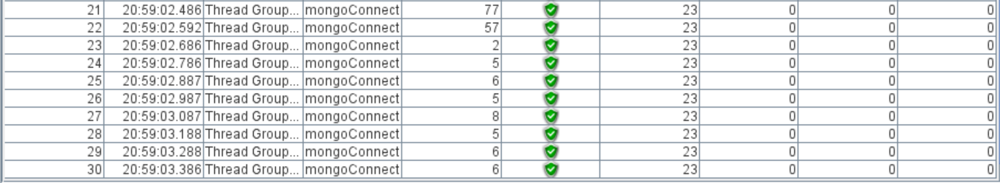 21 20:59:02.486 Thread Group... mongoConnect 77 23 0 0 0
22 20:59:02.592 Thread Group... mongoConnect 57 23 0 0 0
23 20:59:02.686 Thread Group... mongoConnect 2 23 0 0 0
24 20:59:02.786 Thread Group... mongoConnect 5 23 0 0 0
25 20:59:02.887 Thread Group... mongoConnect 6 23 0 0 0
26 20:59:02.987 Thread Group... mongoConnect 5 23 0 0 0
27 20:59:03.087 Thread Group... mongoConnect 8 23 0 0 0
28 20:59:03.188 Thread Group... mongoConnect 5 23 0 0 0
29 20:59:03.288 Thread Group... mongoConnect 6 23 0 0 0
30 20:59:03.386 Thread Group... mongoConnect 6 23 0 0 0